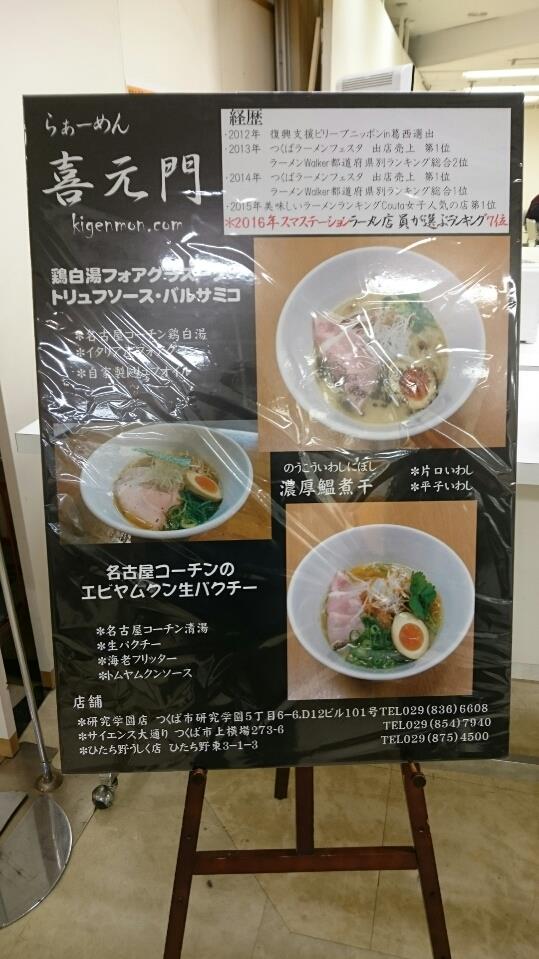 らぁーめん
喜元門
kigenmon.com
経歴
・2012年 復興支援ビリーブニッポンin葛西選出
・2013年 つくばラーメンフェスタ 出店売上 第1位
ラーメンWalker都道府県別ランキング総合2位
・2014年 つくばラーメンフェスタ 出店売上 第1位
ラーメンWalker都道府県別ランキング総合1位
・2015年美味しいラーメンランキングCouta女子人気の店第1位
*2016年スマステーションラーメン店員が選ぶランキング7位
鶏白湯フォアグラ
トリュフソース・バルサミコ
*名古屋コーチン鶏白湯
*イタリア
*自家製
のうこういわしにぼし
濃厚鰮煮干
*片口いわし
*平子いわし
名古屋コーチンの
エビヤムクン生パクチー
*名古屋コーチン清湯
*生パクチー
*海老フリッター
*トムヤムクンソース
店舗
*研究学園店 つくば市研究学園5丁目6-6.D12ビル101号TEL029(836)6608
*サイエンス大通り つくば市上横場273-6 TEL029(854)7940
*ひたち野うしく店 ひたち野東3-1-3 TEL029(875)4500